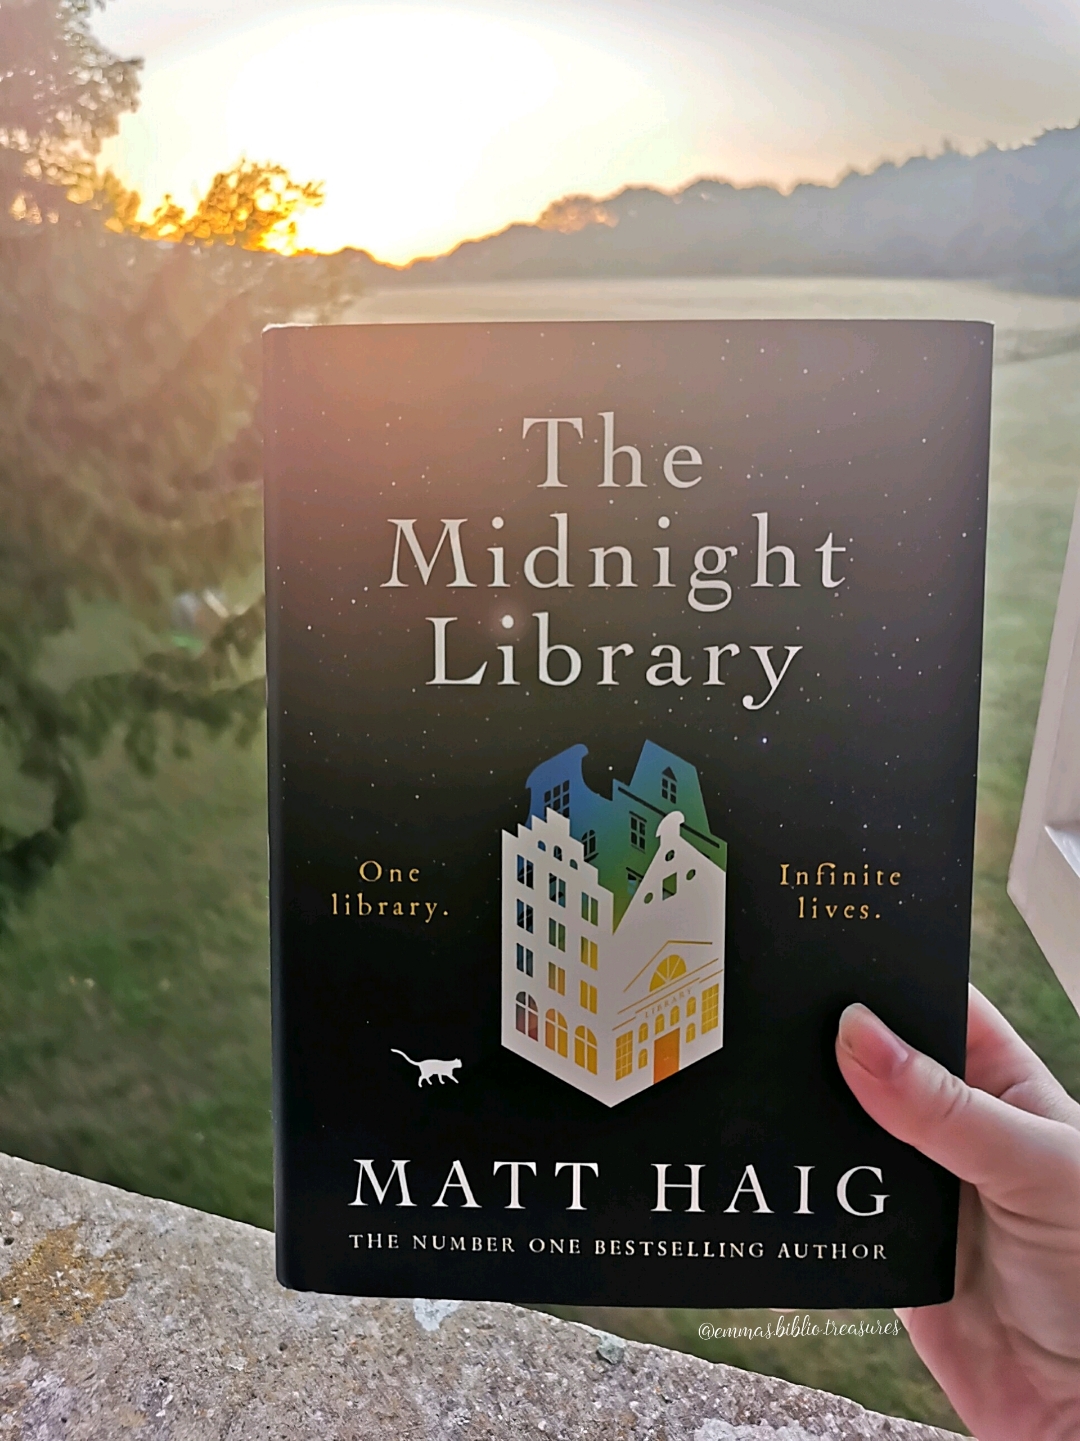 The
Midnight
Library
One
library.
Infinite
lives.
LIBRARY
MATT HAIG
THE NUMBER ONE BESTSELLING AUTHOR
@emmas.biblio.treasures